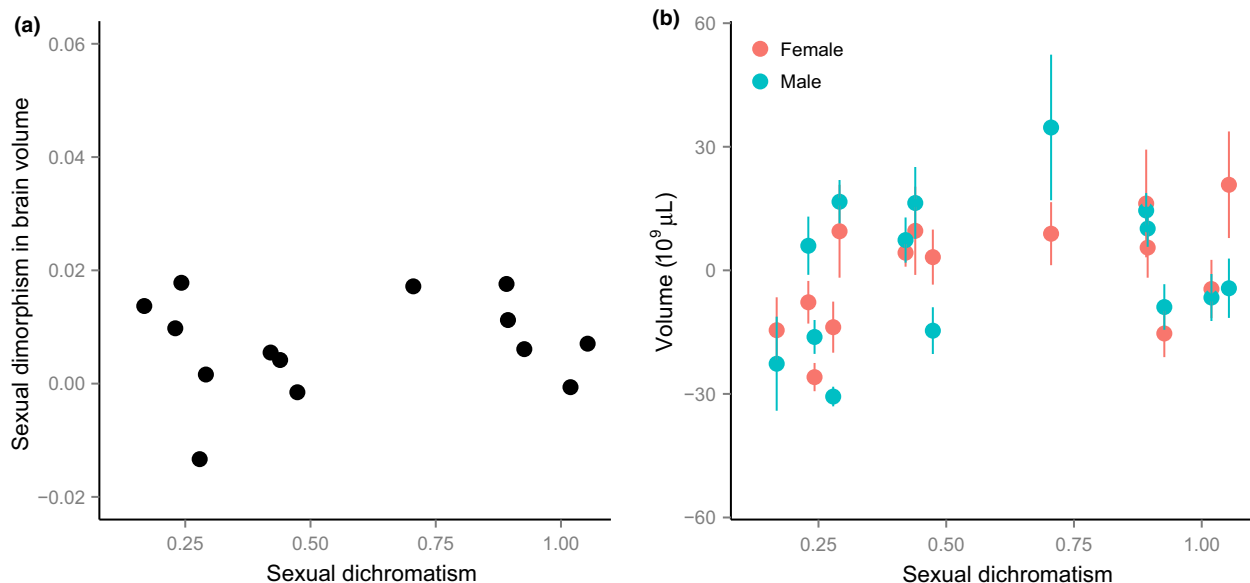 (a)
Sexual dimorphism in brain volume
0.06
0.04
0.02
0.00
−0.02
0.25 0.50 0.75 1.00
Sexual dichromatism
(b)
Volume (10⁹ μL)
60
30
0
−30
−60
Female
Male
0.25 0.50 0.75 1.00
Sexual dichromatism